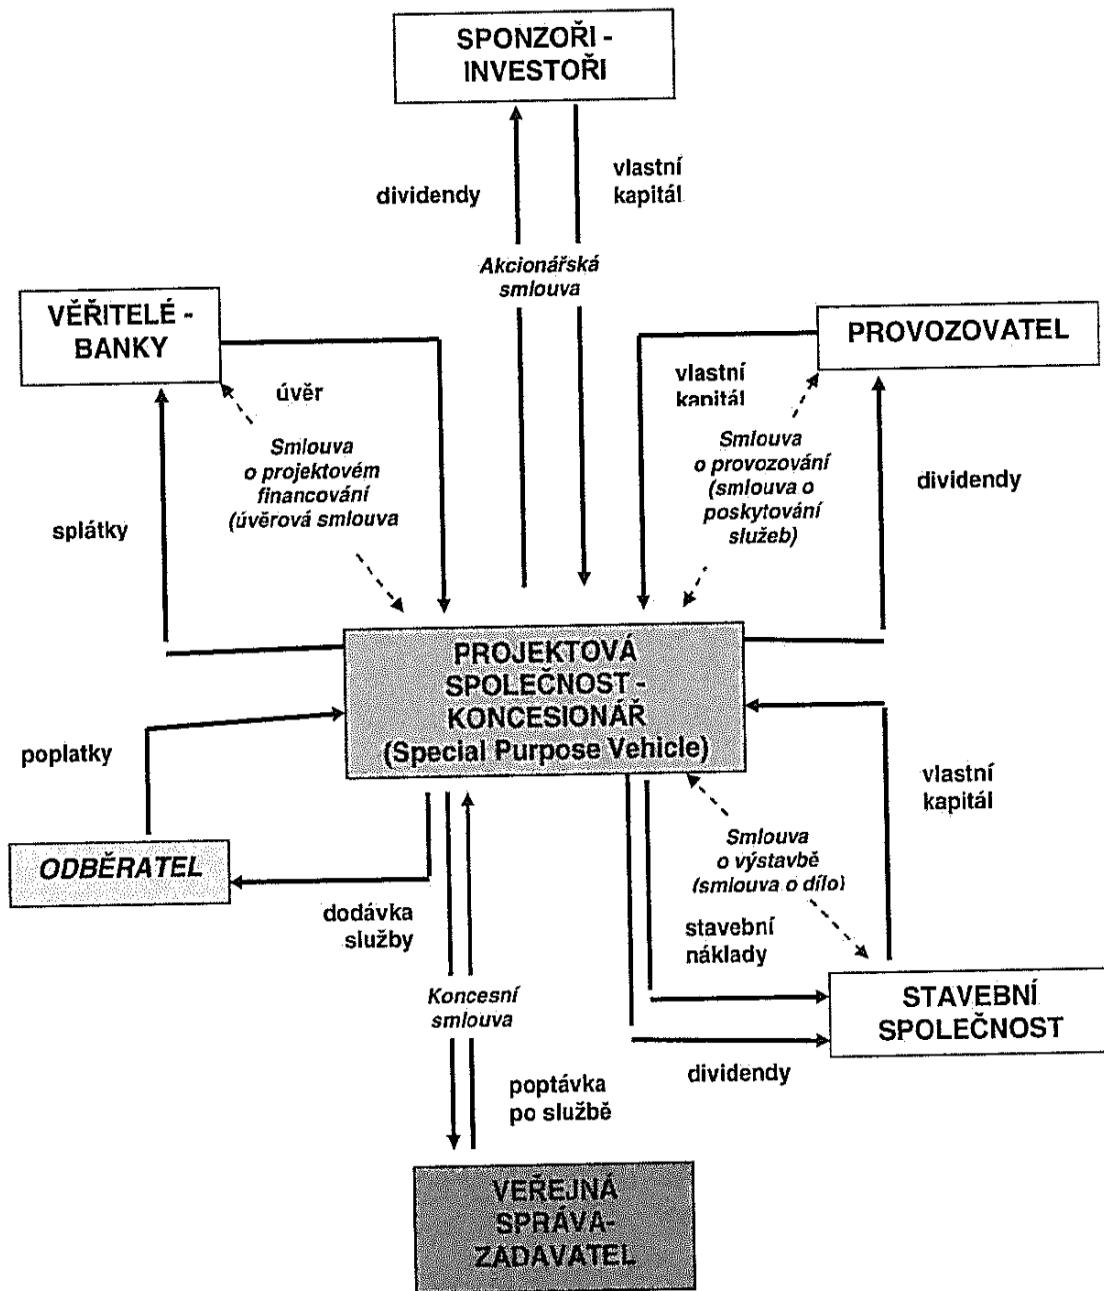 SPONZOŘI -
INVESTOŘI
dividendy
vlastní
kapitál
Akcionářská
smlouva
VĚŘITELÉ -
BANKY
PROVOZOVATEL
úvěr
vlastní
kapitál
Smlouva
o projektovém
financování
(úvěrová smlouva
Smlouva
o provozování
(smlouva o
poskytování
služeb)
splátky
dividendy
PROJEKTOVÁ
SPOLEČNOST -
KONCESIONÁŘ
(Special Purpose Vehicle)
poplatky
vlastní
kapitál
ODBĚRATEL
Smlouva
o výstavbě
(smlouva o dílo)
dodávka
služby
stavební
náklady
Koncesní
smlouva
STAVEBNÍ
SPOLEČNOST
dividendy
poptávka
po službě
VEŘEJNÁ
SPRÁVA-
ZADAVATEL